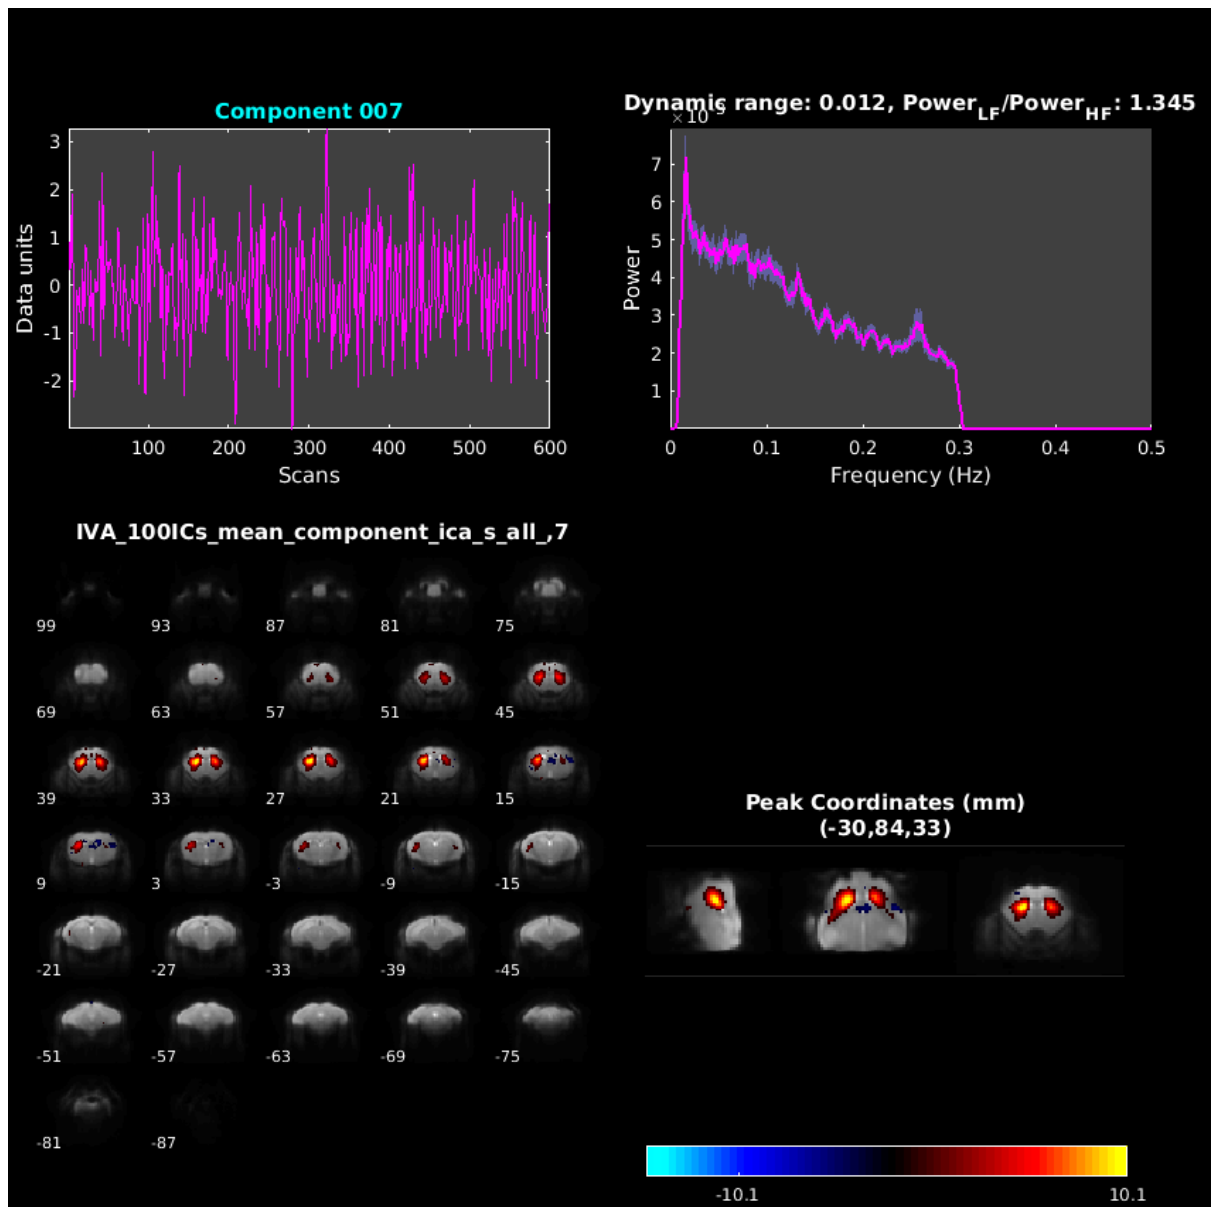 Component 007
3
2
1
0
-1
-2
Data units
100 200 300 400 500 600
Scans
Dynamic range: 0.012, Power_LF/Power_HF: 1.345
7
6
5
4
3
2
1
Power
0 0.1 0.2 0.3 0.4 0.5
Frequency (Hz)
IVA_100ICs_mean_component_ica_s_all_,7
99 93 87 81 75
69 63 57 51 45
39 33 27 21 15
9 3 -3 -9 -15
-21 -27 -33 -39 -45
-51 -57 -63 -69 -75
-81 -87
Peak Coordinates (mm)
(-30,84,33)
-10.1 10.1